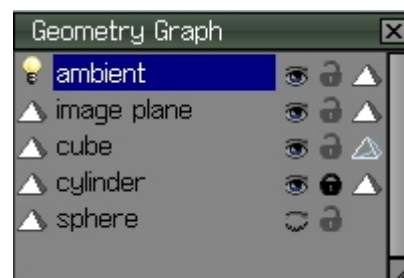 Geometry Graph
ambient
image plane
cube
cylinder
sphere